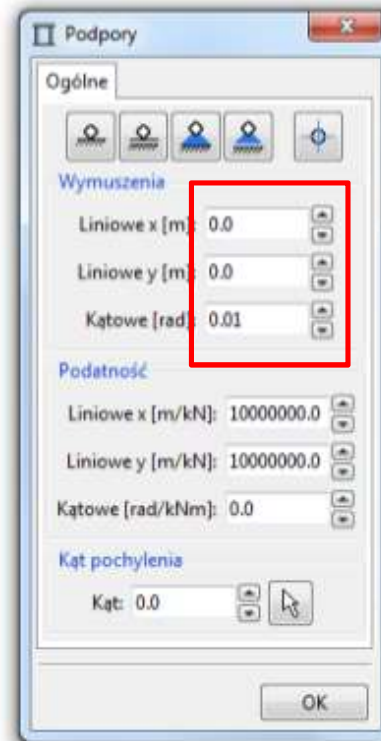 Podpory
Ogólne
Wymuszenia
Liniowe x [m]: 0.0
Liniowe y [m]: 0.0
Kątowe [rad]: 0.01
Podatność
Liniowe x [m/kN]: 10000000.0
Liniowe y [m/kN]: 10000000.0
Kątowe [rad/kNm]: 0.0
Kąt pochylenia
Kąt: 0.0
OK